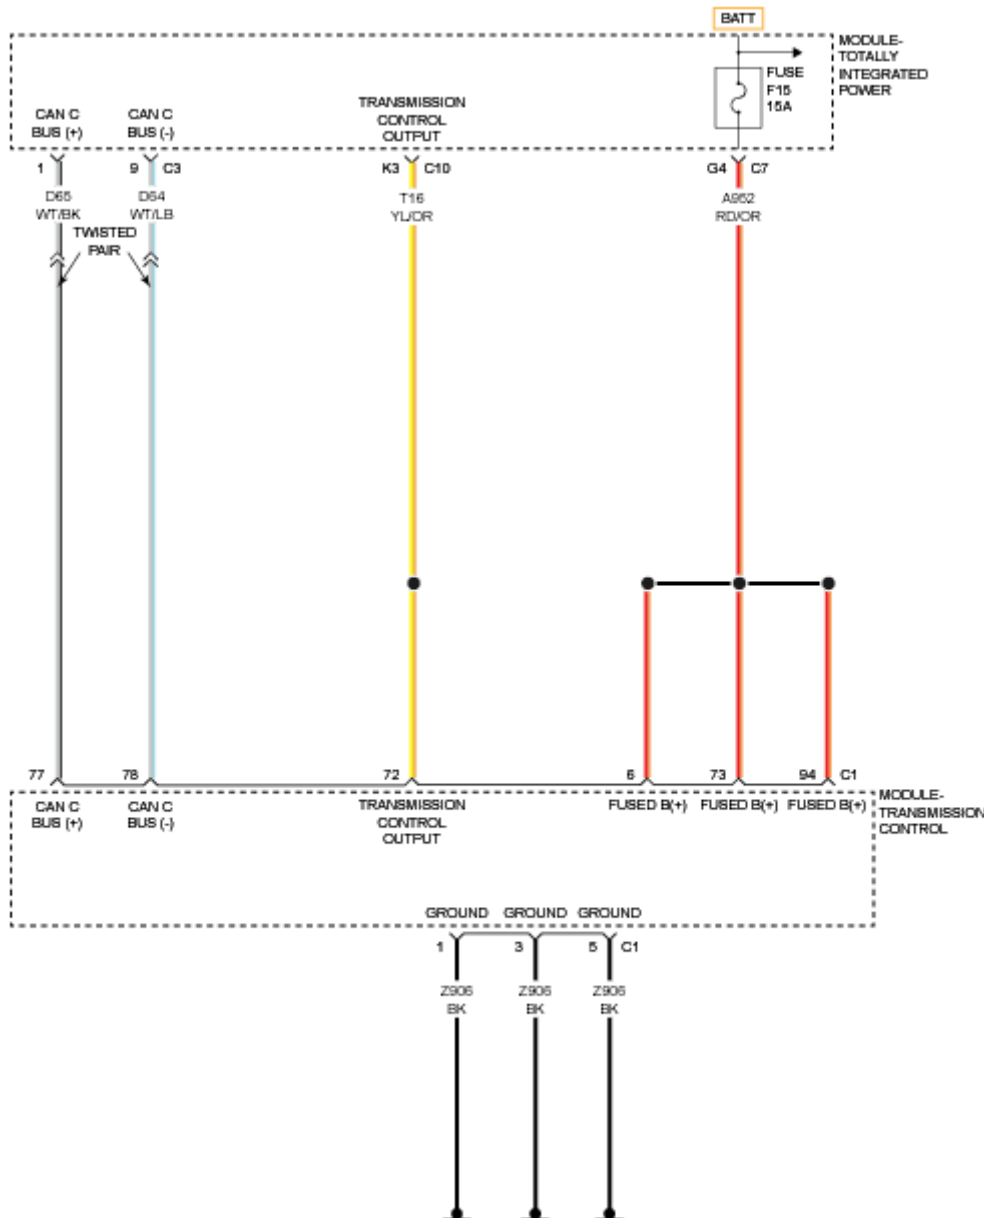 BATT
MODULE-
TOTALLY
INTEGRATED
POWER
FUSE
F15
15A
CAN C
BUS (+)
CAN C
BUS (-)
TRANSMISSION
CONTROL
OUTPUT
1
9
C3
K3
C10
G4
C7
D65
WT/BK
D64
WT/LB
T16
YL/OR
A952
RD/OR
TWISTED
PAIR
77
78
72
6
73
94
C1
CAN C
BUS (+)
CAN C
BUS (-)
TRANSMISSION
CONTROL
OUTPUT
FUSED B(+)
FUSED B(+)
FUSED B(+)
MODULE-
TRANSMISSION
CONTROL
GROUND
GROUND
GROUND
1
3
5
C1
Z906
BK
Z906
BK
Z906
BK